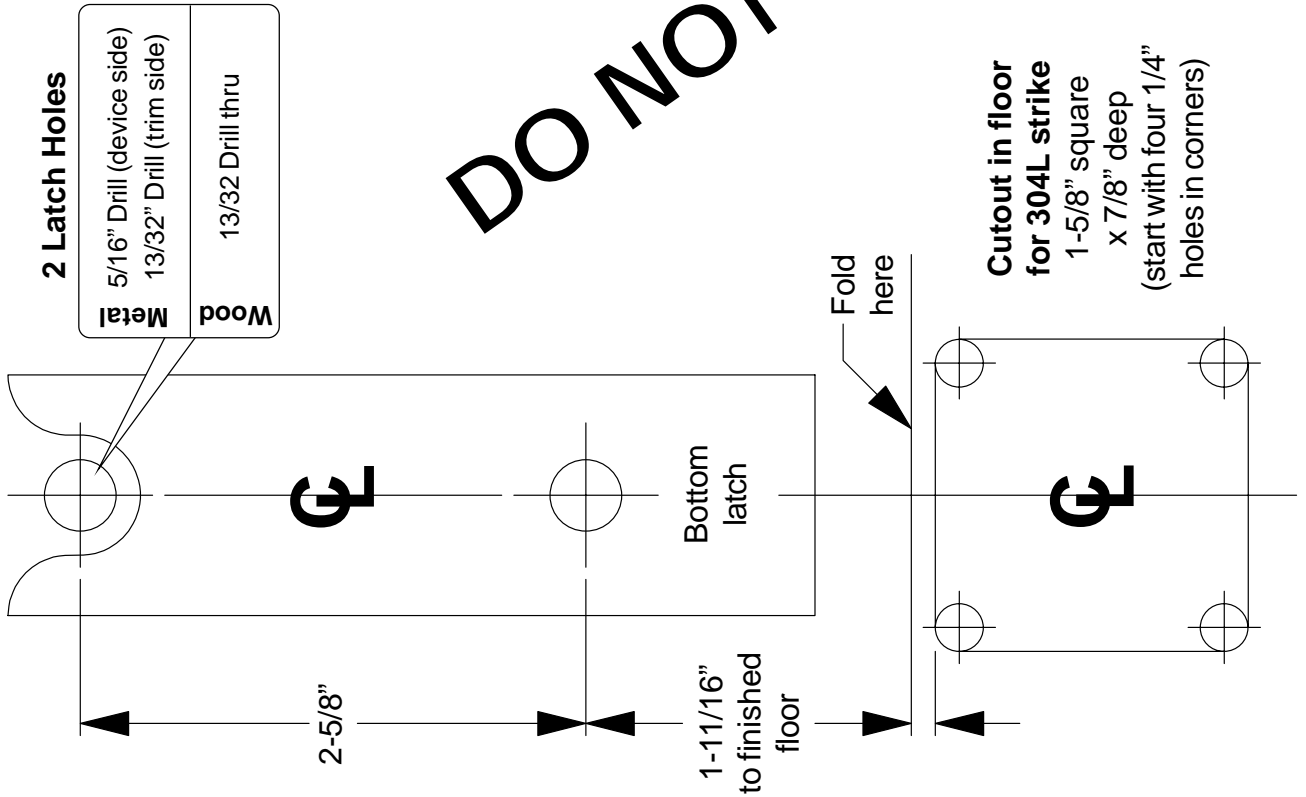 2 Latch Holes
Metal
5/16” Drill (device side)
13/32” Drill (trim side)
Wood
13/32 Drill thru
DO NOT
CL
Bottom
latch
2-5/8”
1-11/16”
to finished
floor
Fold
here
CL
Cutout in floor
for 304L strike
1-5/8” square
x 7/8” deep
(start with four 1/4”
holes in corners)